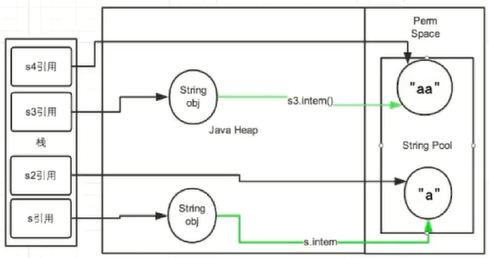 Perm
Space
s4引用
String
obj
"aa"
s3.intern()
s3引用
Java Heap
栈
String Pool
s2引用
"a"
s引用
String
obj
s.intern